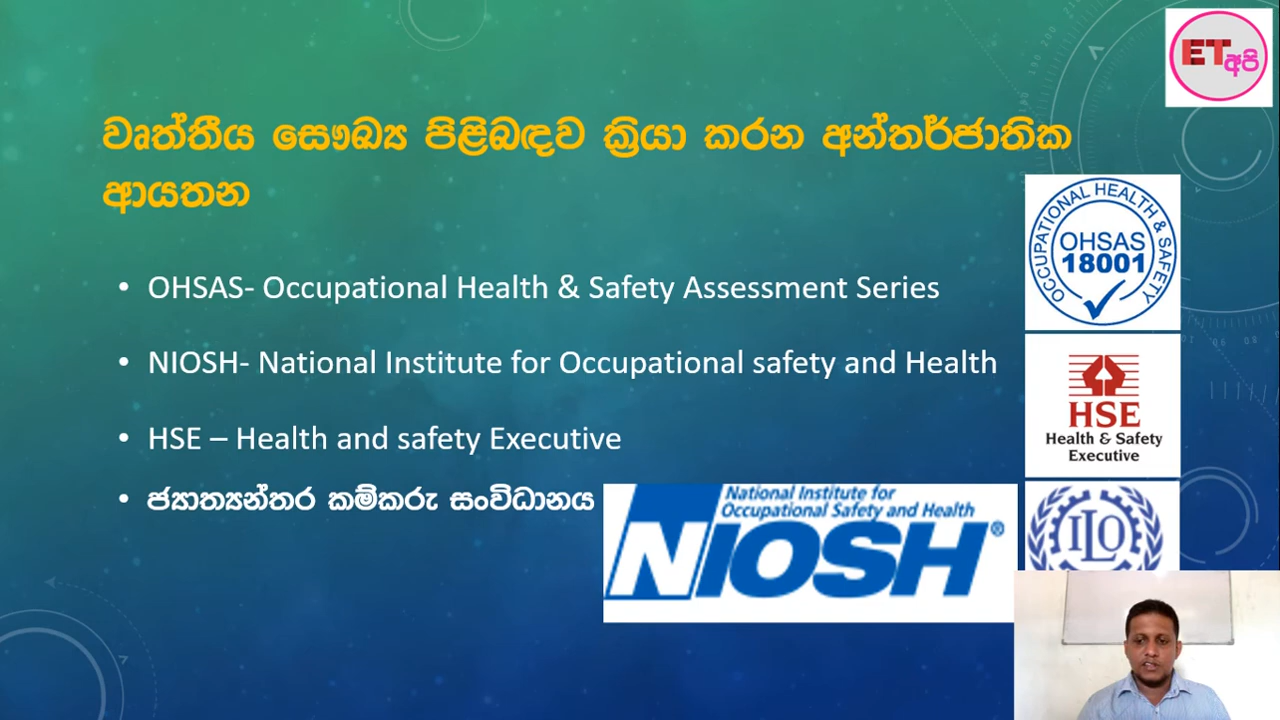 ET අපි
වෘත්තීය සෞඛ්‍ය පිළිබඳව ක්‍රියා කරන අන්තර්ජාතික
ආයතන
• OHSAS- Occupational Health & Safety Assessment Series
• NIOSH- National Institute for Occupational safety and Health
• HSE – Health and safety Executive
• ජ්‍යාත්‍යන්තර කම්කරු සංවිධානය
OCCUPATIONAL HEALTH & SAFETY
OHSAS
18001
HSE
Health & Safety
Executive
National Institute for
Occupational Safety and Health
NIOSH®
ILO